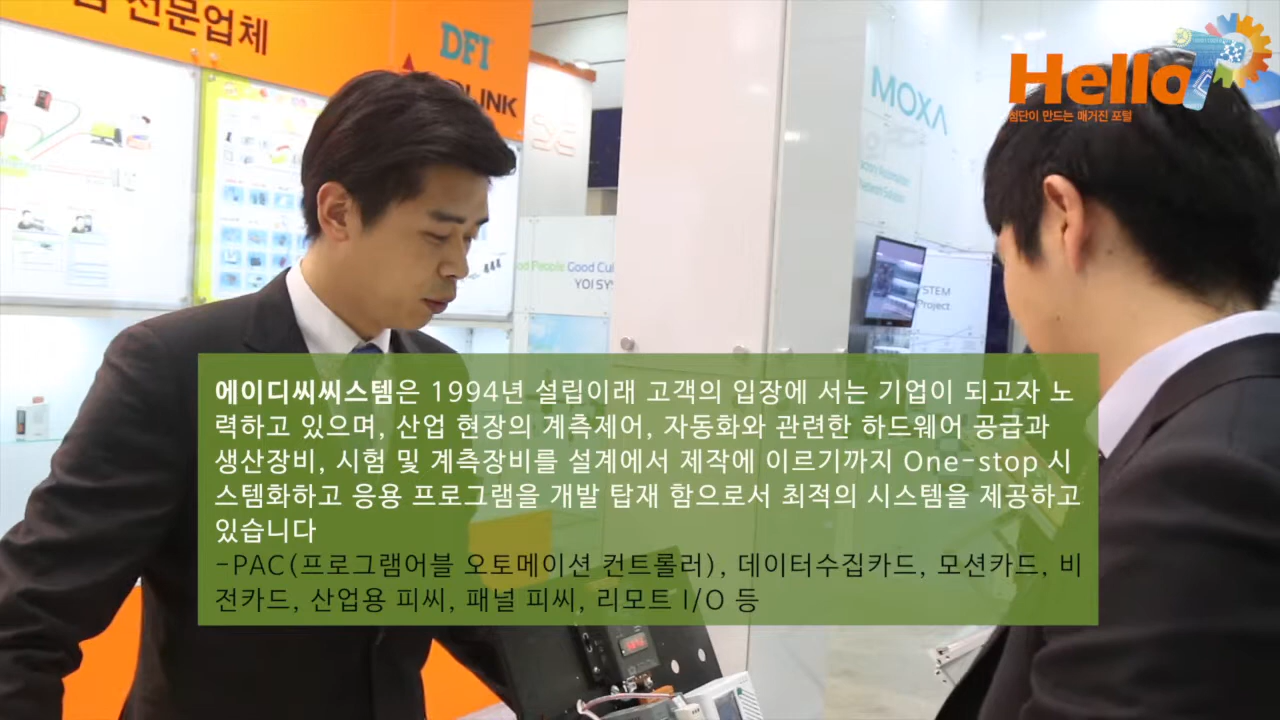 전문업체
DFI
LINK
MOXA
Hello
첨단이 만드는 매거진 포털
Good Cul
People
YOI SY
YSTEM
Project
에이디씨씨스템은 1994년 설립이래 고객의 입장에 서는 기업이 되고자 노
력하고 있으며, 산업 현장의 계측제어, 자동화와 관련한 하드웨어 공급과
생산장비, 시험 및 계측장비를 설계에서 제작에 이르기까지 One-stop 시
스템화하고 응용 프로그램을 개발 탑재 함으로서 최적의 시스템을 제공하고
있습니다
-PAC(프로그램어블 오토메이션 컨트롤러), 데이터수집카드, 모션카드, 비
전카드, 산업용 피씨, 패널 피씨, 리모트 I/O 등